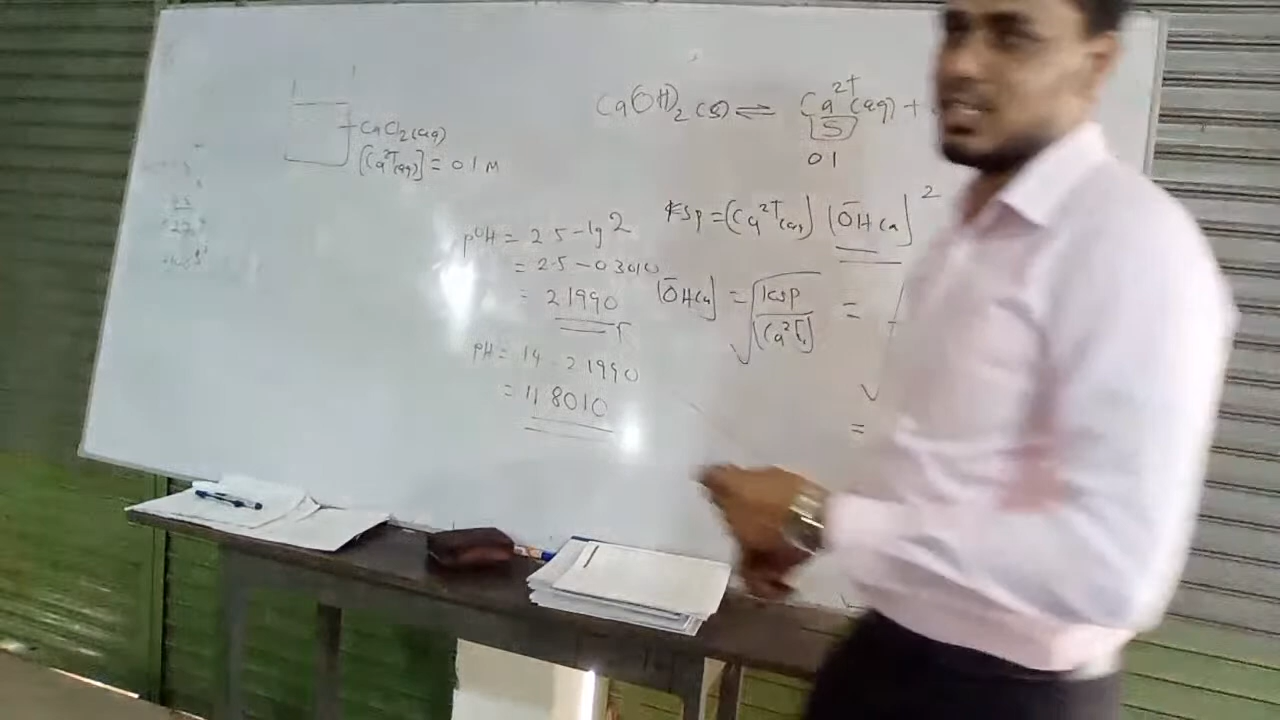 CaCl2(aq)
[Ca2+(aq)] = 0.1 M
pOH = 2.5 - lg 2
= 2.5 - 0.3010
= 2.1990
pH = 14 - 2.1990
= 11.8010
Ca(OH)2(s) ⇌ Ca2+(aq) +
S
0.1
Ksp = [Ca2+(aq)] [OH-(aq)]2
[OH-(aq)] = √Ksp/[Ca2+] =
=